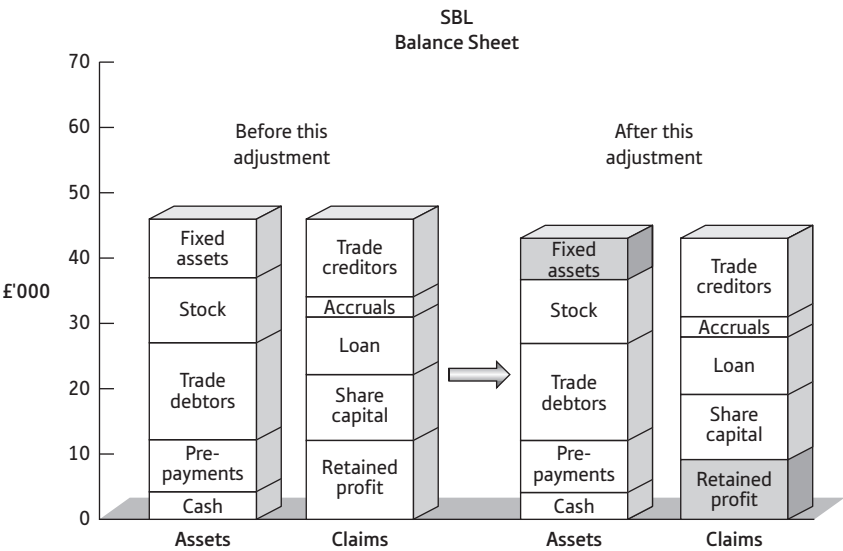 SBL
Balance Sheet
70
60
50
40
30
20
10
0
£'000
Before this
adjustment
Fixed
assets
Stock
Trade
debtors
Pre-
payments
Cash
Assets
Trade
creditors
Accruals
Loan
Share
capital
Retained
profit
Claims
After this
adjustment
Fixed
assets
Stock
Trade
debtors
Pre-
payments
Cash
Assets
Trade
creditors
Accruals
Loan
Share
capital
Retained
profit
Claims